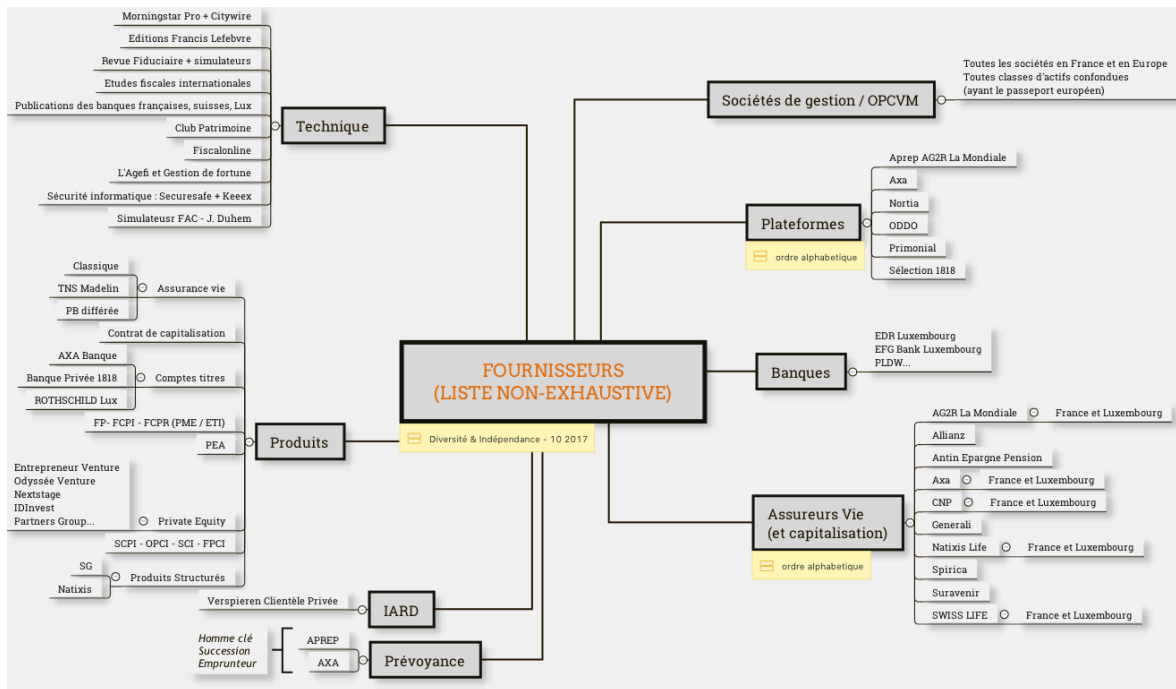 Morningstar Pro + Citywire
Editions Francis Lefebvre
Revue Fiduciaire + simulateurs
Etudes fiscales internationales
Publications des banques françaises, suisses, Lux
Club Patrimoine
Fiscalonline
L'Agefi et Gestion de fortune
Sécurité informatique : Securesafe + Keeex
Simulateusr FAC - J. Duhem
Technique
Sociétés de gestion / OPCVM
Toutes les sociétés en France et en Europe
Toutes classes d'actifs confondues
(ayant le passeport européen)
Plateformes
ordre alphabetique
Aprep AG2R La Mondiale
Axa
Nortia
ODDO
Primonial
Sélection 1818
FOURNISSEURS
(LISTE NON-EXHAUSTIVE)
Diversité & Indépendance - 10 2017
Banques
EDR Luxembourg
EFG Bank Luxembourg
PLDW...
Produits
Classique
TNS Madelin
PB différée
Assurance vie
Contrat de capitalisation
AXA Banque
Banque Privée 1818
ROTHSCHILD Lux
Comptes titres
FP- FCPI - FCPR (PME / ETI)
PEA
Entrepreneur Venture
Odyssée Venture
Nextstage
IDInvest
Partners Group...
Private Equity
SCPI - OPCI - SCI - FPCI
SG
Natixis
Produits Structurés
Assureurs Vie
(et capitalisation)
ordre alphabetique
AG2R La Mondiale France et Luxembourg
Allianz
Antin Epargne Pension
Axa France et Luxembourg
CNP France et Luxembourg
Generali
Natixis Life France et Luxembourg
Spirica
Suravenir
SWISS LIFE France et Luxembourg
Verspieren Clientèle Privée
IARD
Homme clé
Succession
Emprunteur
APREP
AXA
Prévoyance